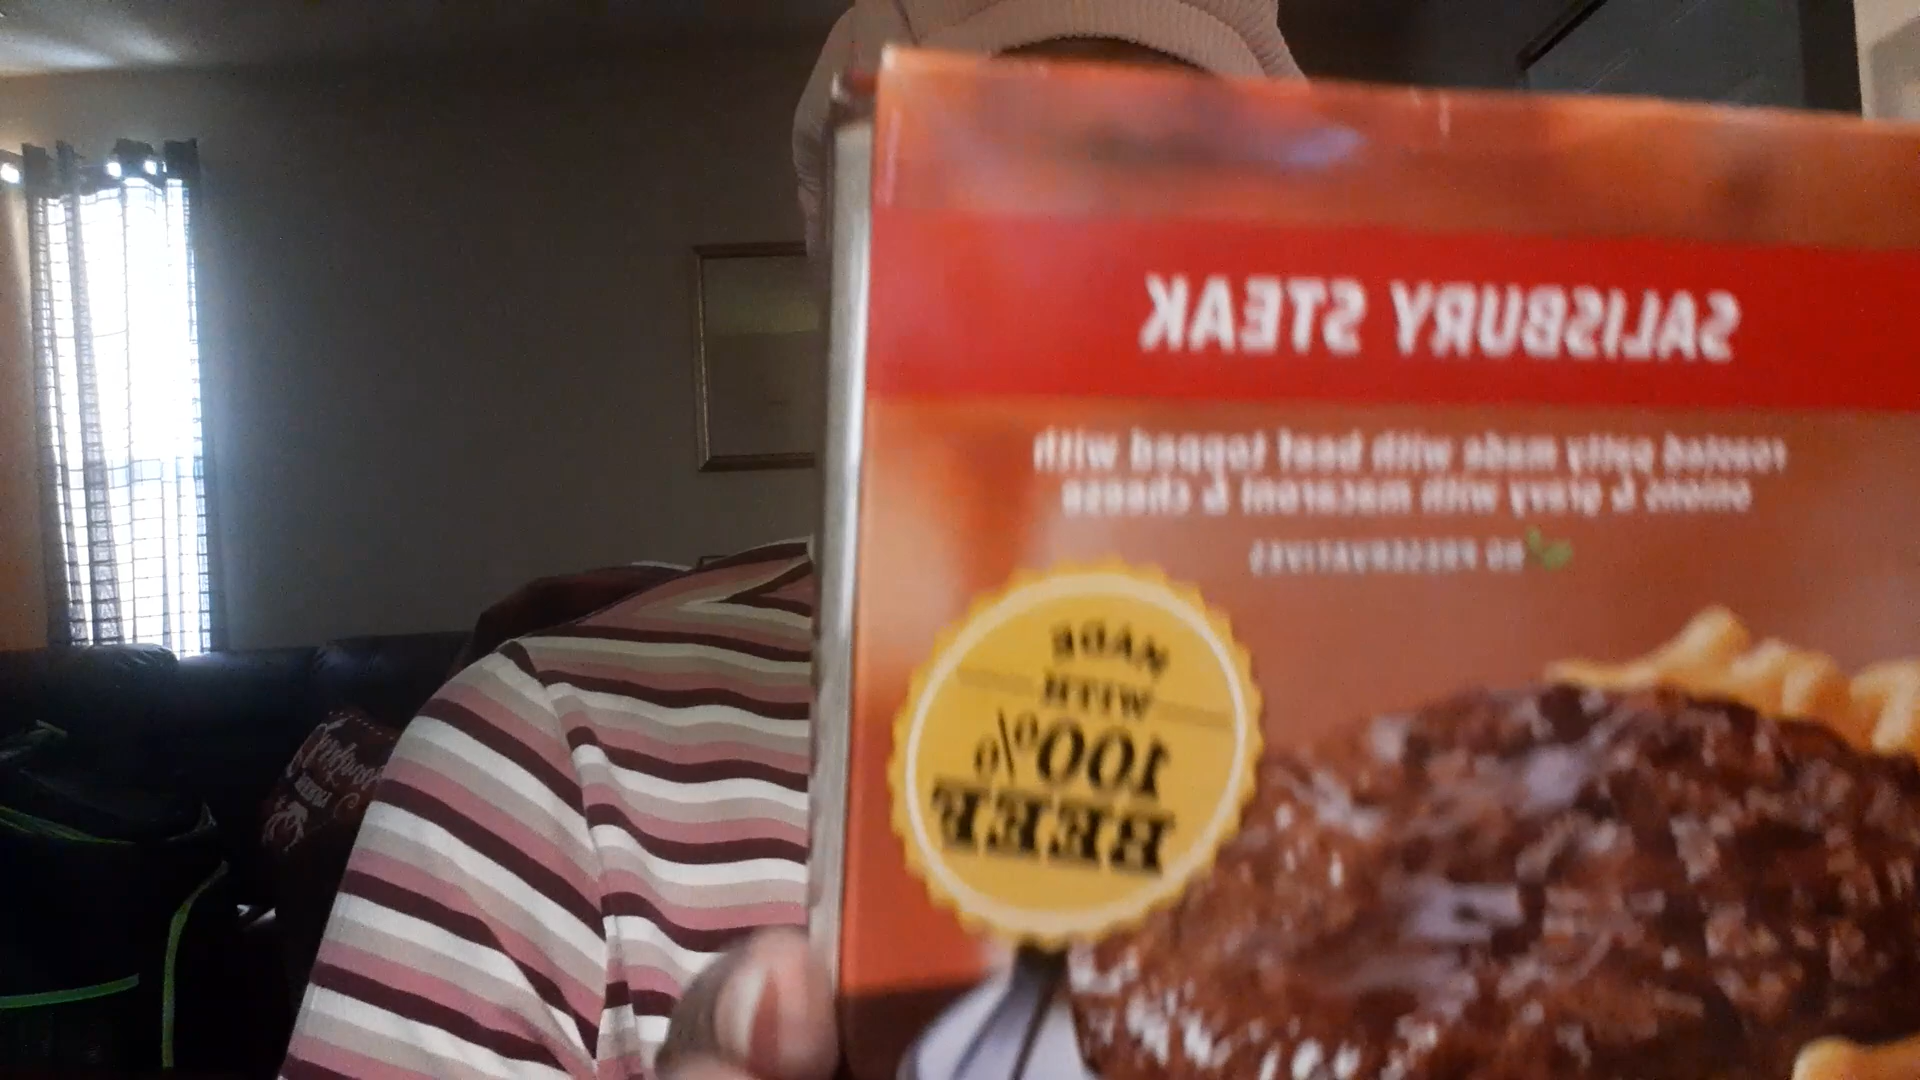 SALISBURY STEAK
roasted patty made with beef topped with
onions & gravy with macaroni & cheese
NO PRESERVATIVES
MADE
WITH
100%
BEEF